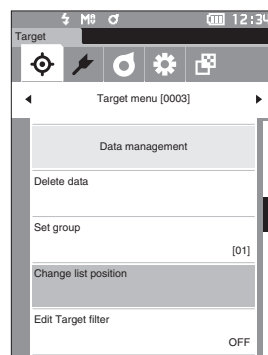 M0 12:34
Target
Target menu [0003]
Data management
Delete data
Set group
[01]
Change list position
Edit Target filter
OFF